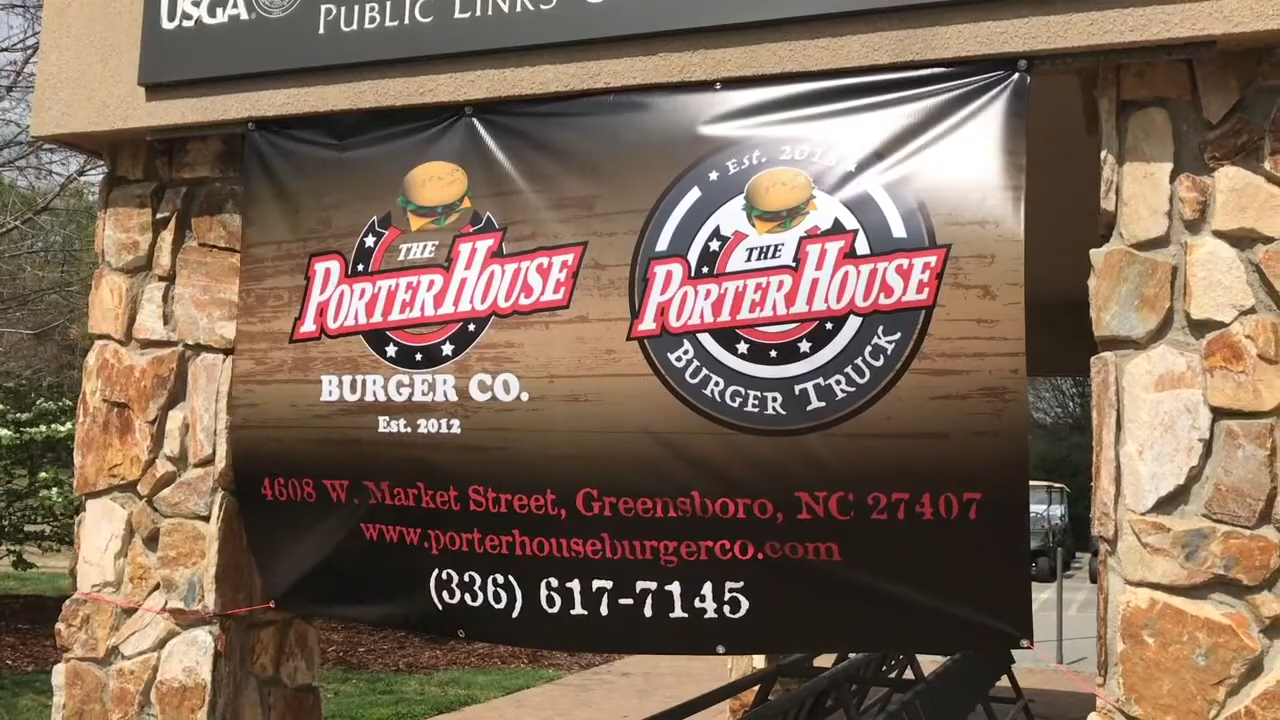 USGA
PUBLIC LINKS
THE
PORTERHOUSE
BURGER CO.
Est. 2012
Est.
THE
PORTERHOUSE
BURGER TRUCK
4608 W. Market Street, Greensboro, NC 27407
www.porterhouseburgerco.com
(336) 617-7145